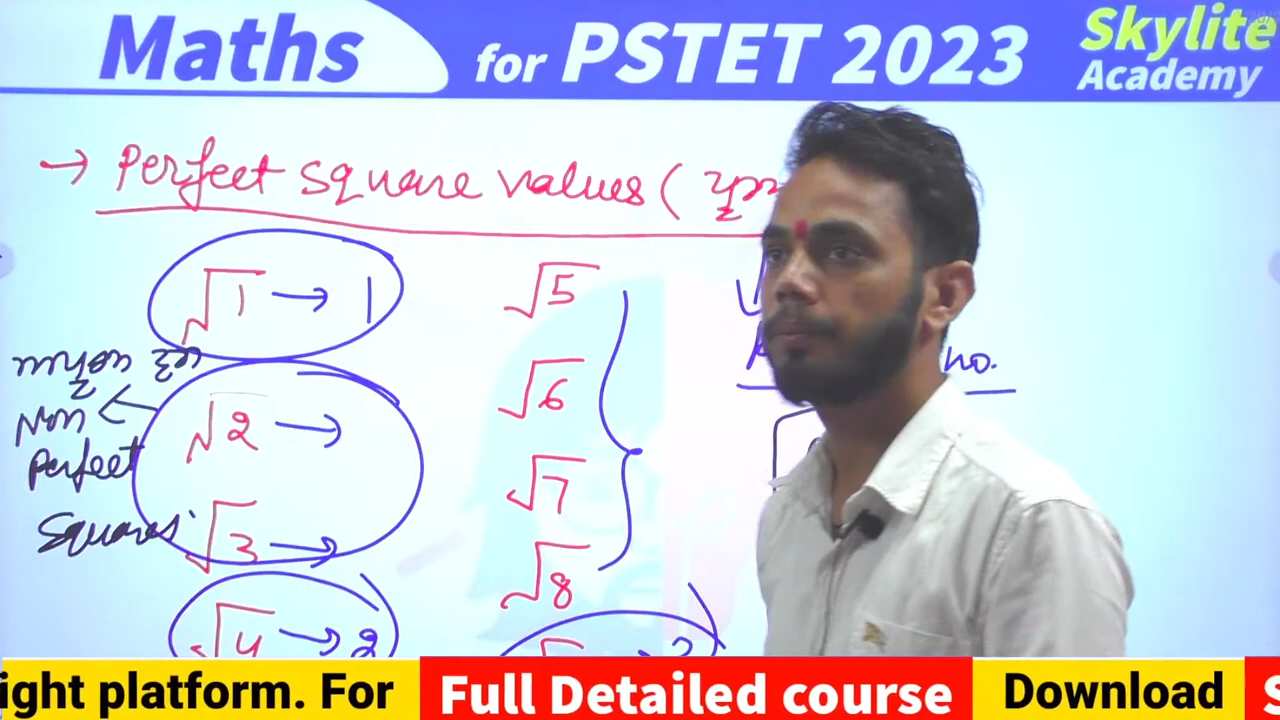 Maths for PSTET 2023
Skylite
Academy
→ Perfect square values (
√1 → 1
√2 →
√3 →
√4 → 2
Non
Perfect
Squares
√5
√6
√7
√8
no.
ight platform. For Full Detailed course Download S